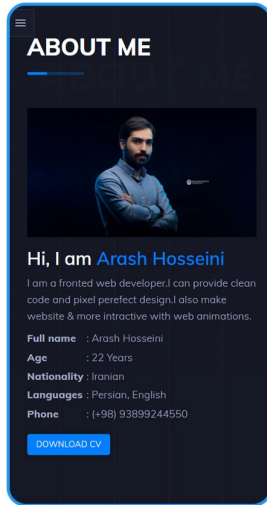 ABOUT ME
Hi, I am Arash Hosseini
I am a fronted web developer.I can provide clean
code and pixel perefect design.I also make
website & more intractive with web animations.
Full name : Arash Hosseini
Age : 22 Years
Nationality : Iranian
Languages : Persian, English
Phone : (+98) 93899244550
DOWNLOAD CV